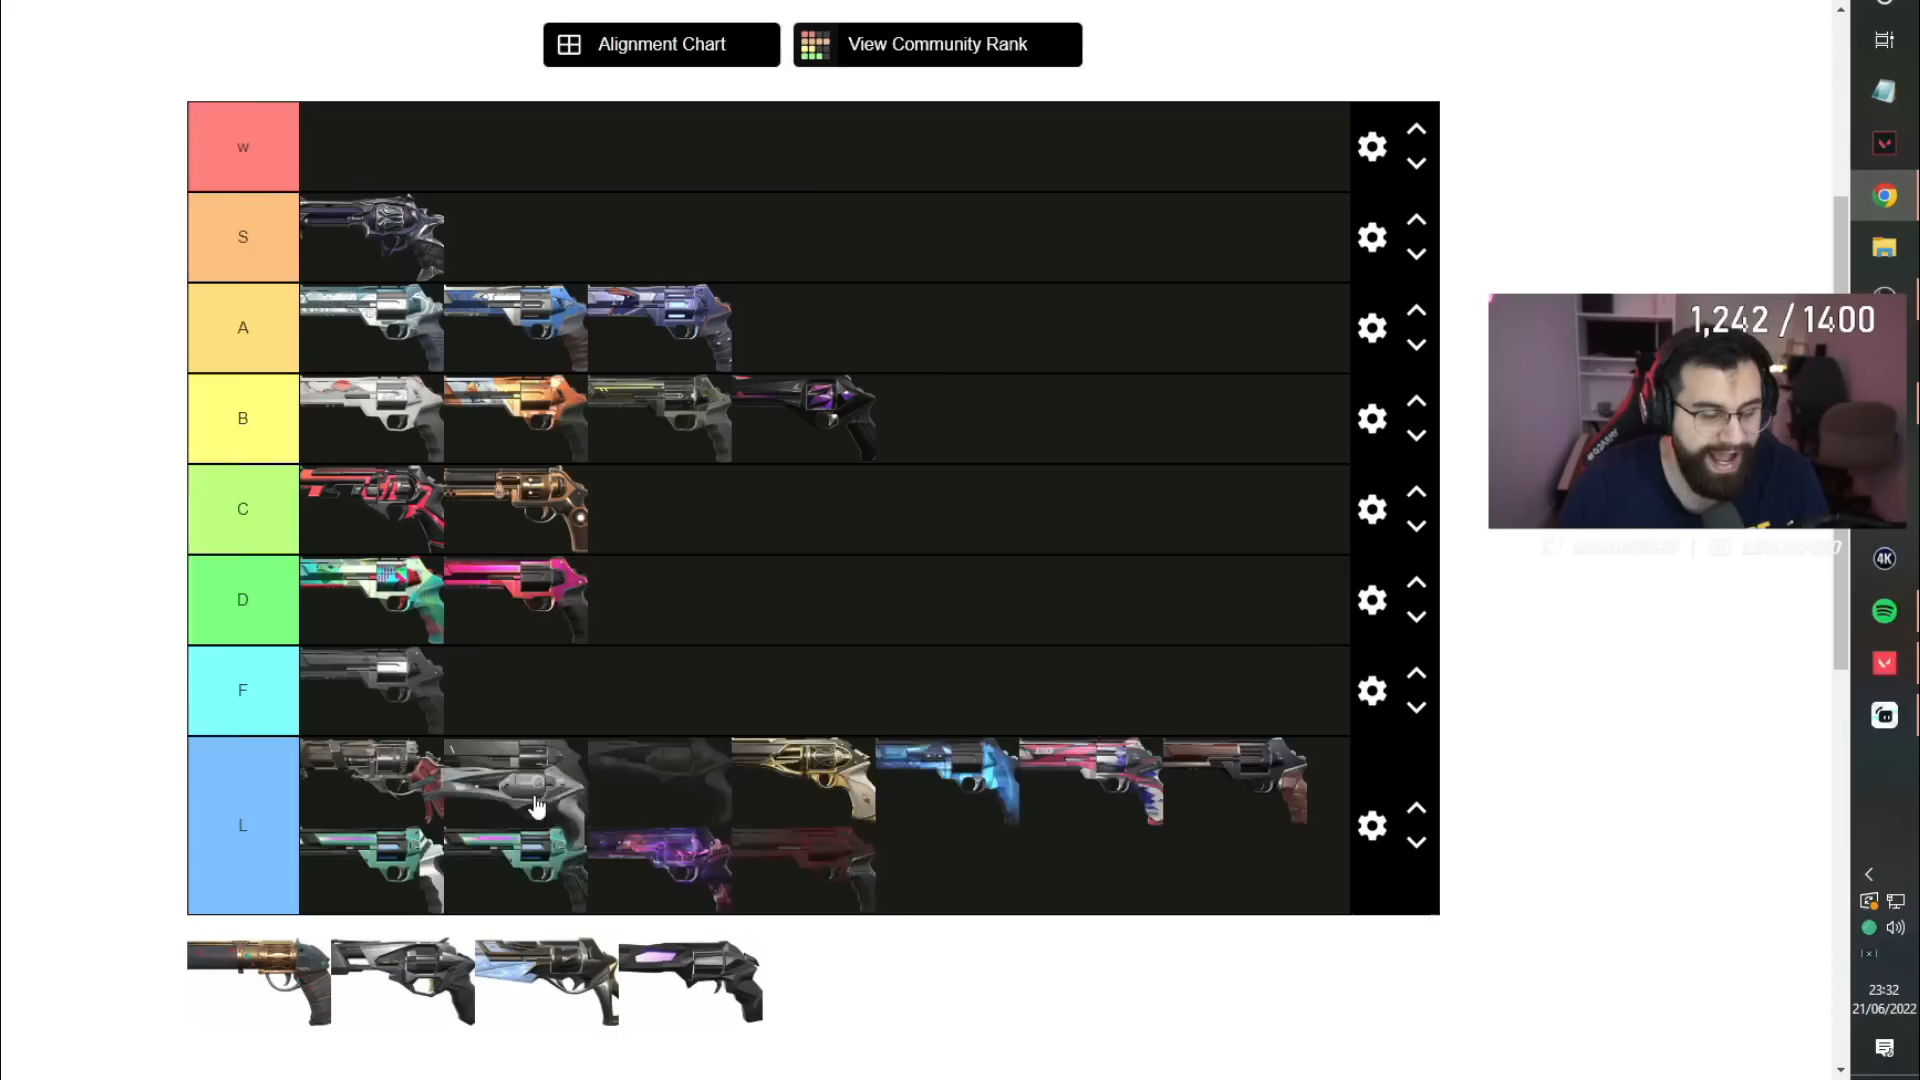 Alignment Chart
View Community Rank
w
S
A
B
C
D
F
L
1,242 / 1400
4K
23:32
21/06/2022